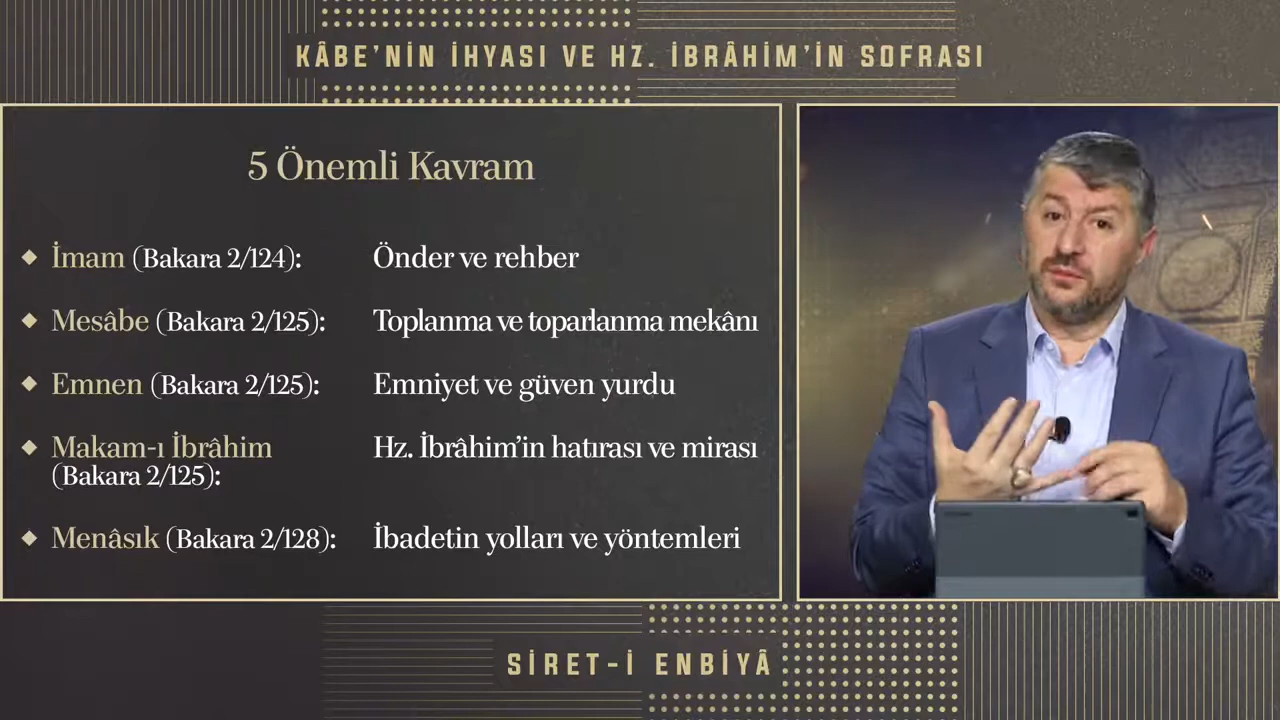 KÂBE'NİN İHYASI VE HZ. İBRÂHİM'İN SOFRASI
5 Önemli Kavram
İmam (Bakara 2/124): Önder ve rehber
Mesâbe (Bakara 2/125): Toplanma ve toparlanma mekânı
Emnen (Bakara 2/125): Emniyet ve güven yurdu
Makam-ı İbrâhim Hz. İbrâhim'in hatırası ve mirası
(Bakara 2/125):
Menâsık (Bakara 2/128): İbadetin yolları ve yöntemleri
SİRET-İ ENBİYÂ